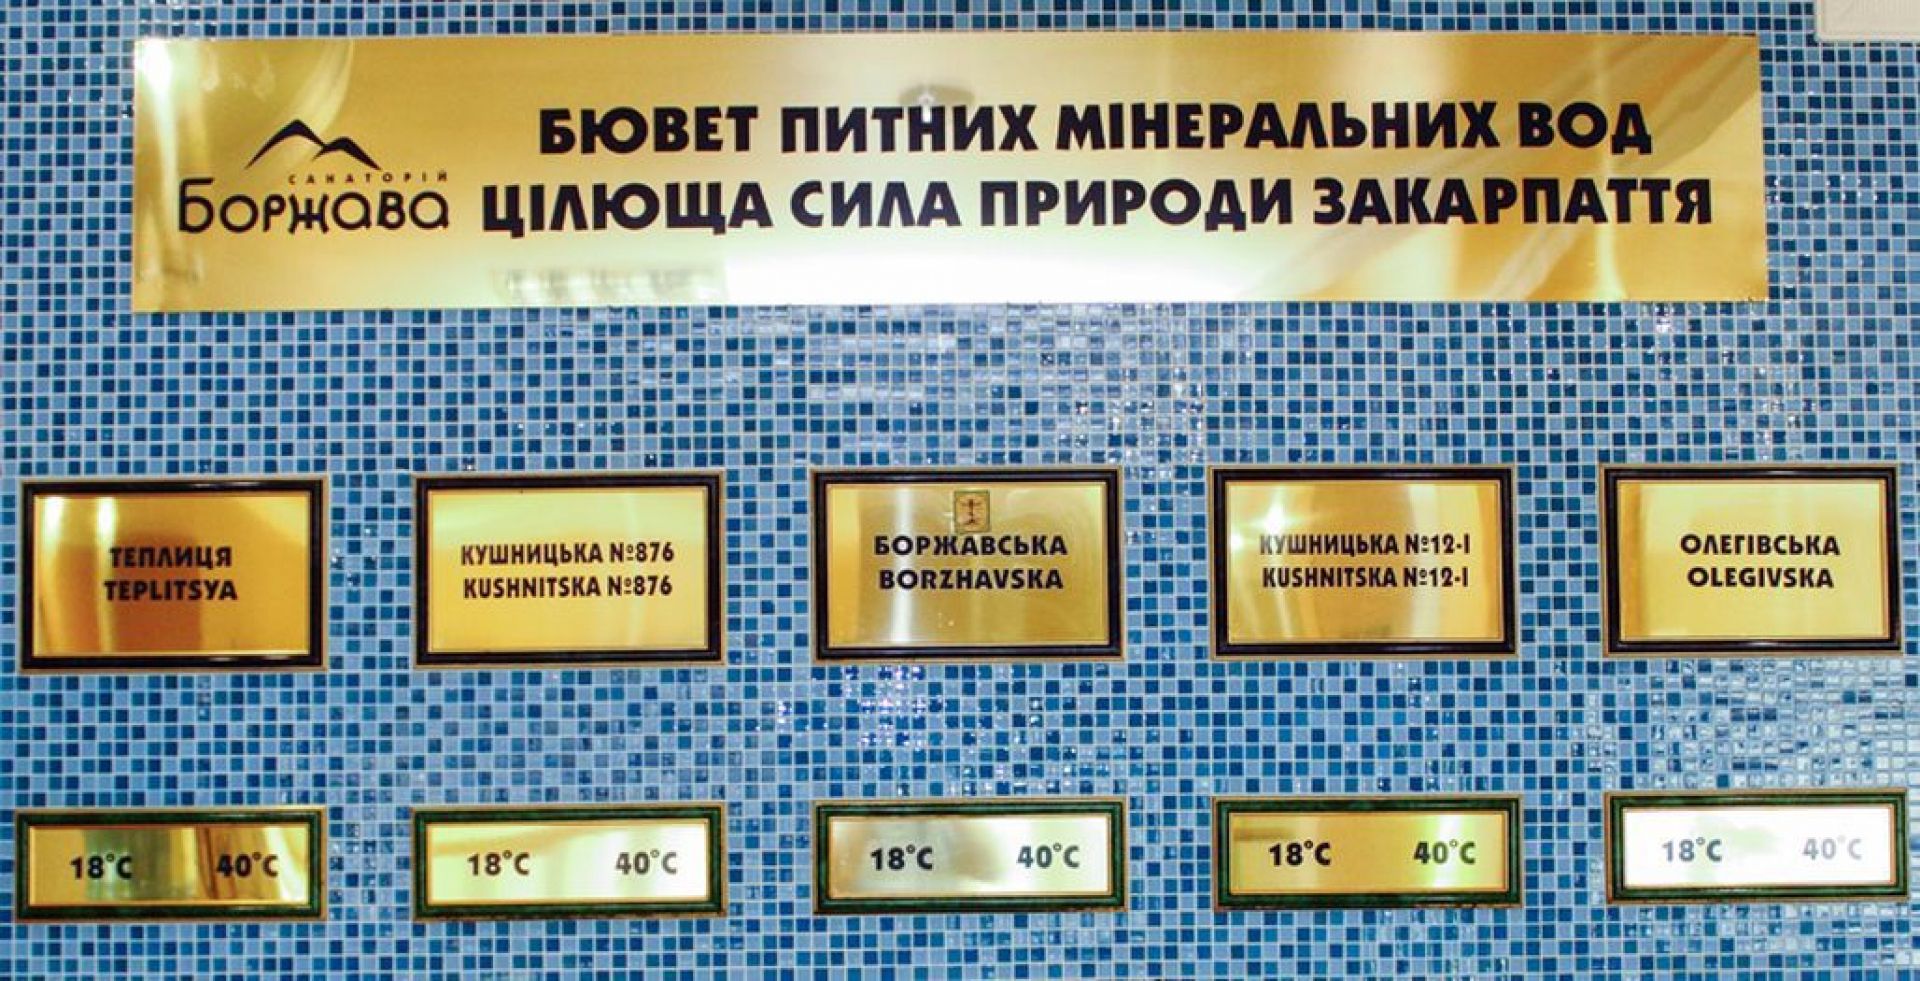 САНАТОРІЙ
БОРЖАВА
БЮВЕТ ПИТНИХ МІНЕРАЛЬНИХ ВОД
ЦІЛЮЩА СИЛА ПРИРОДИ ЗАКАРПАТТЯ
ТЕПЛИЦЯ
TEPLITSYA
КУШНИЦЬКА №876
KUSHNITSKA №876
БОРЖАВСЬКА
BORZHAVSKA
КУШНИЦЬКА №12-І
KUSHNITSKA №12-I
ОЛЕГІВСЬКА
OLEGIVSKA
18°C 40°C
18°C 40°C
18°C 40°C
18°C 40°C
18°C 40°C